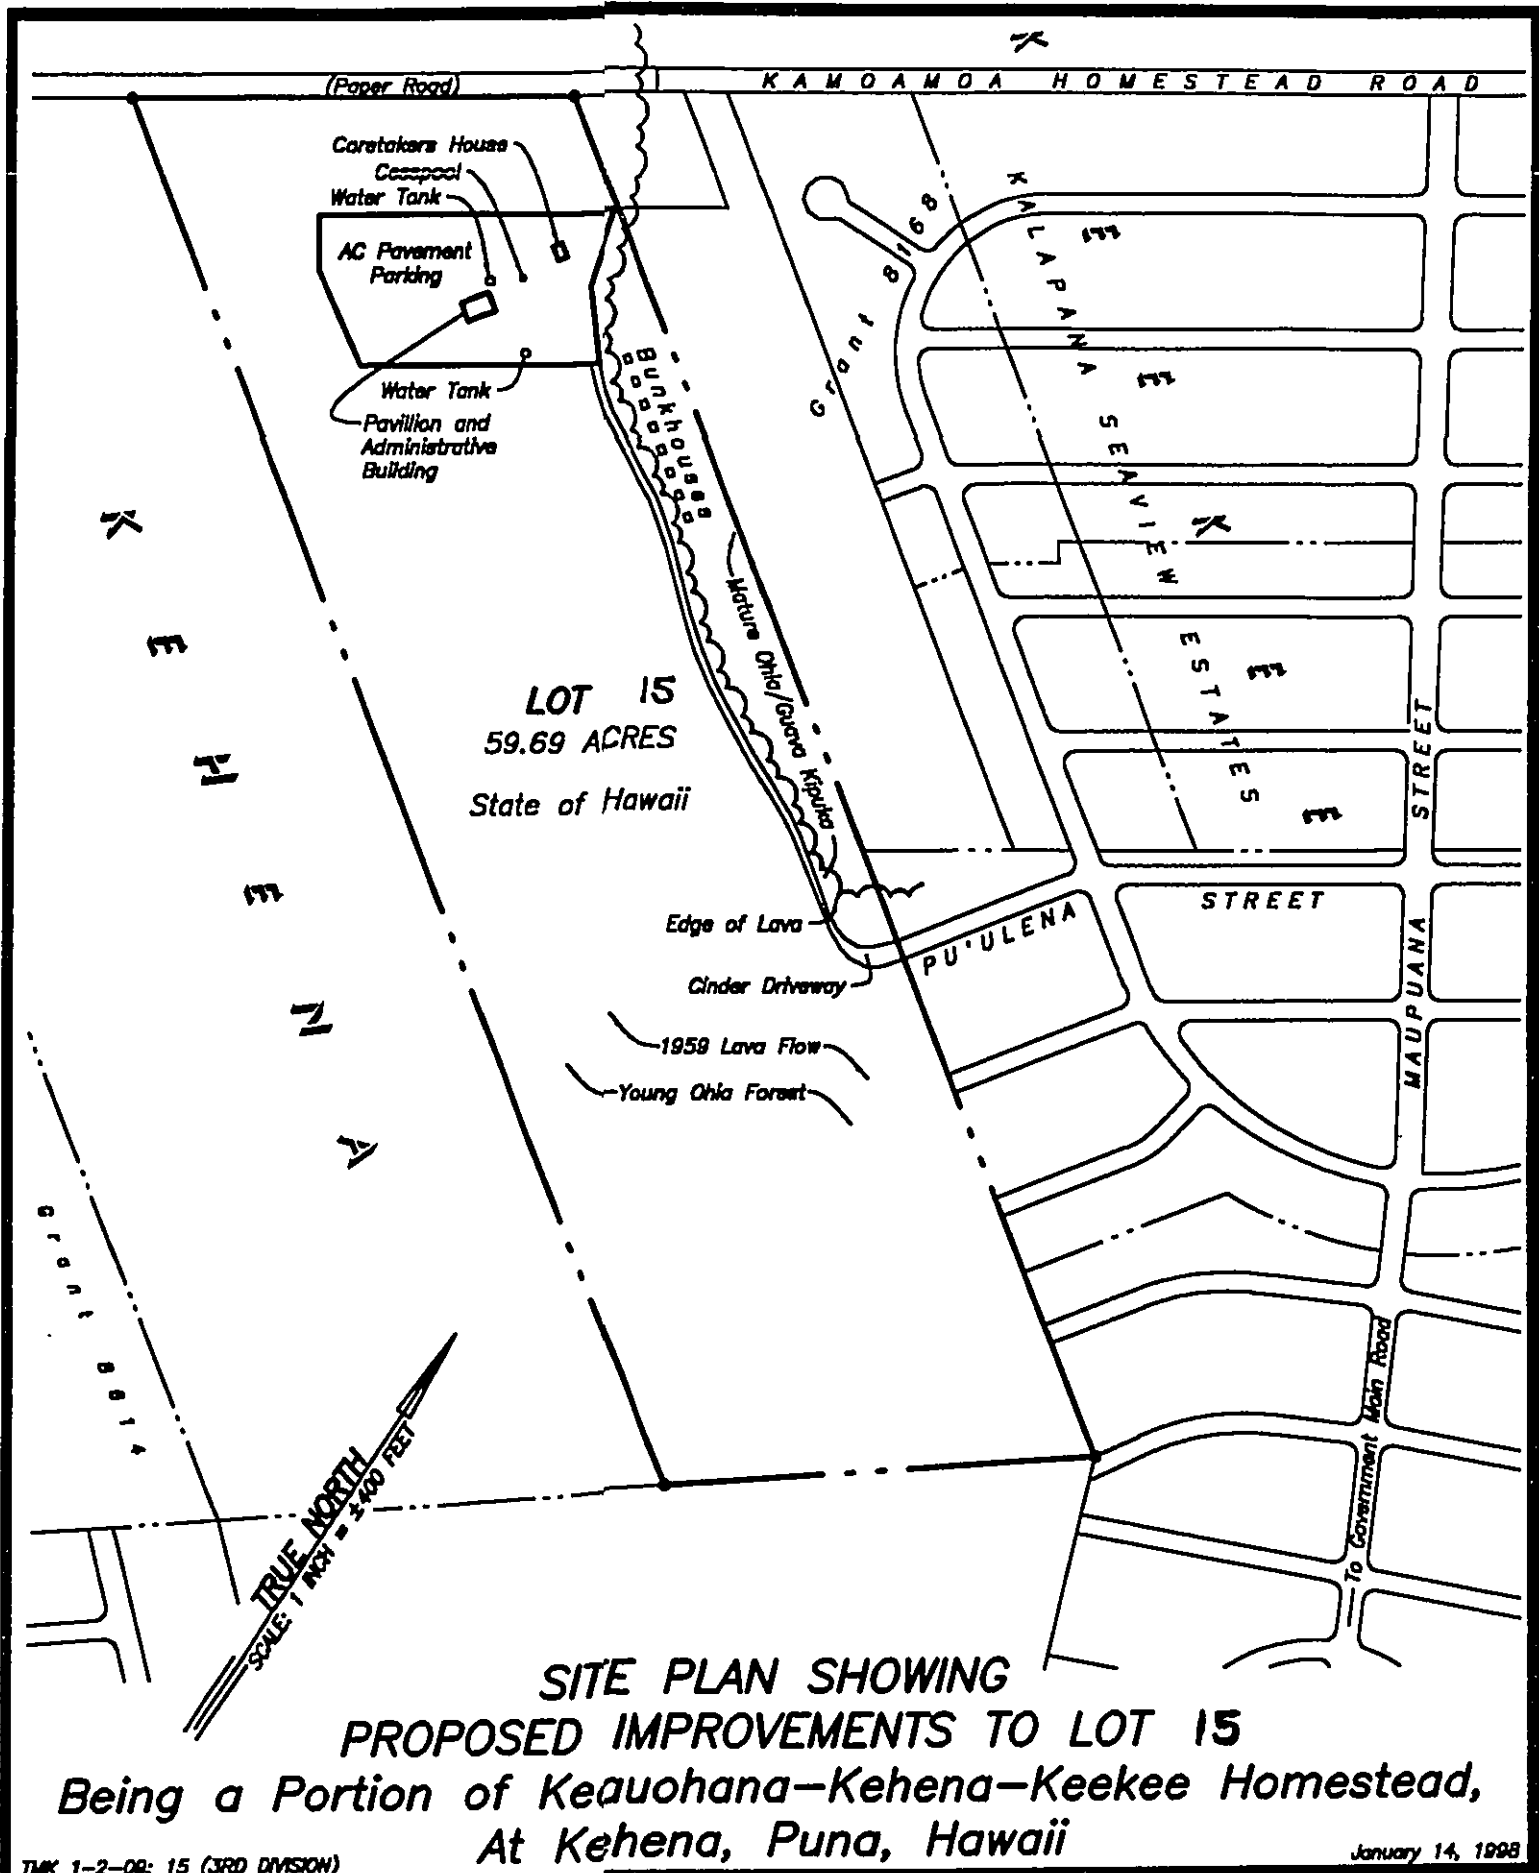 K
(Paper Road)
KAMOAMOA HOMESTEAD ROAD
Caretakers House
Cesspool
Water Tank
AC Pavement
Parking
Grant 8168
KALAPANA SEAVIEW ESTATES
E
E
K
E
E
Bunkhouses
Water Tank
Pavillion and
Administrative
Building
KEHENA
Mature Ohia/Guava Kipuka
LOT 15
59.69 ACRES
State of Hawaii
MAUPUANA STREET
PU'ULENA STREET
Edge of Lava
Cinder Driveway
1959 Lava Flow
Young Ohia Forest
To Government Main Road
TRUE NORTH
SCALE: 1 INCH = ±400 FEET
SITE PLAN SHOWING
PROPOSED IMPROVEMENTS TO LOT 15
Being a Portion of Keauohana-Kehena-Keekee Homestead,
At Kehena, Puna, Hawaii
TMK 1-2-09: 15 (3RD DIVISION)
January 14, 1998